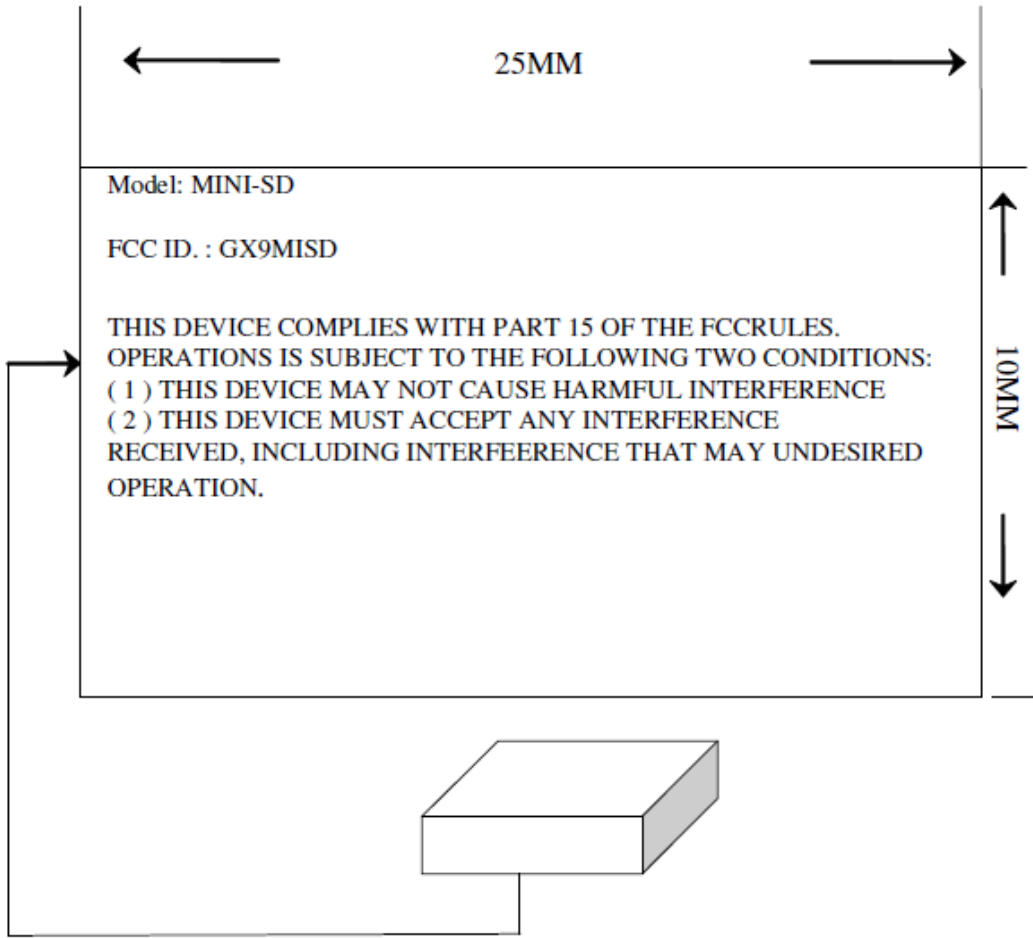 25MM
Model: MINI-SD
FCC ID. : GX9MISD
THIS DEVICE COMPLIES WITH PART 15 OF THE FCCRULES.
OPERATIONS IS SUBJECT TO THE FOLLOWING TWO CONDITIONS:
( 1 ) THIS DEVICE MAY NOT CAUSE HARMFUL INTERFERENCE
( 2 ) THIS DEVICE MUST ACCEPT ANY INTERFERENCE
RECEIVED, INCLUDING INTERFEERENCE THAT MAY UNDESIRED
OPERATION.
10MM